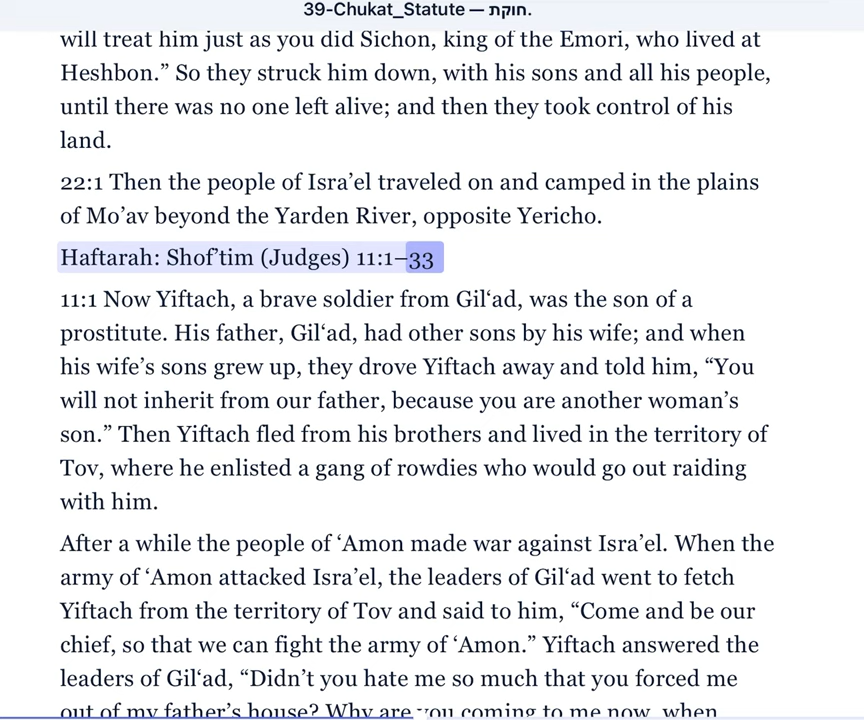 39-Chukat_Statute — חוקת.
will treat him just as you did Sichon, king of the Emori, who lived at
Heshbon.” So they struck him down, with his sons and all his people,
until there was no one left alive; and then they took control of his
land.
22:1 Then the people of Isra’el traveled on and camped in the plains
of Mo’av beyond the Yarden River, opposite Yericho.
Haftarah: Shof’tim (Judges) 11:1–33
11:1 Now Yiftach, a brave soldier from Gil‘ad, was the son of a
prostitute. His father, Gil‘ad, had other sons by his wife; and when
his wife’s sons grew up, they drove Yiftach away and told him, “You
will not inherit from our father, because you are another woman’s
son.” Then Yiftach fled from his brothers and lived in the territory of
Tov, where he enlisted a gang of rowdies who would go out raiding
with him.
After a while the people of ‘Amon made war against Isra’el. When the
army of ‘Amon attacked Isra’el, the leaders of Gil‘ad went to fetch
Yiftach from the territory of Tov and said to him, “Come and be our
chief, so that we can fight the army of ‘Amon.” Yiftach answered the
leaders of Gil‘ad, “Didn’t you hate me so much that you forced me
out of my father’s house? Why are you coming to me now, when